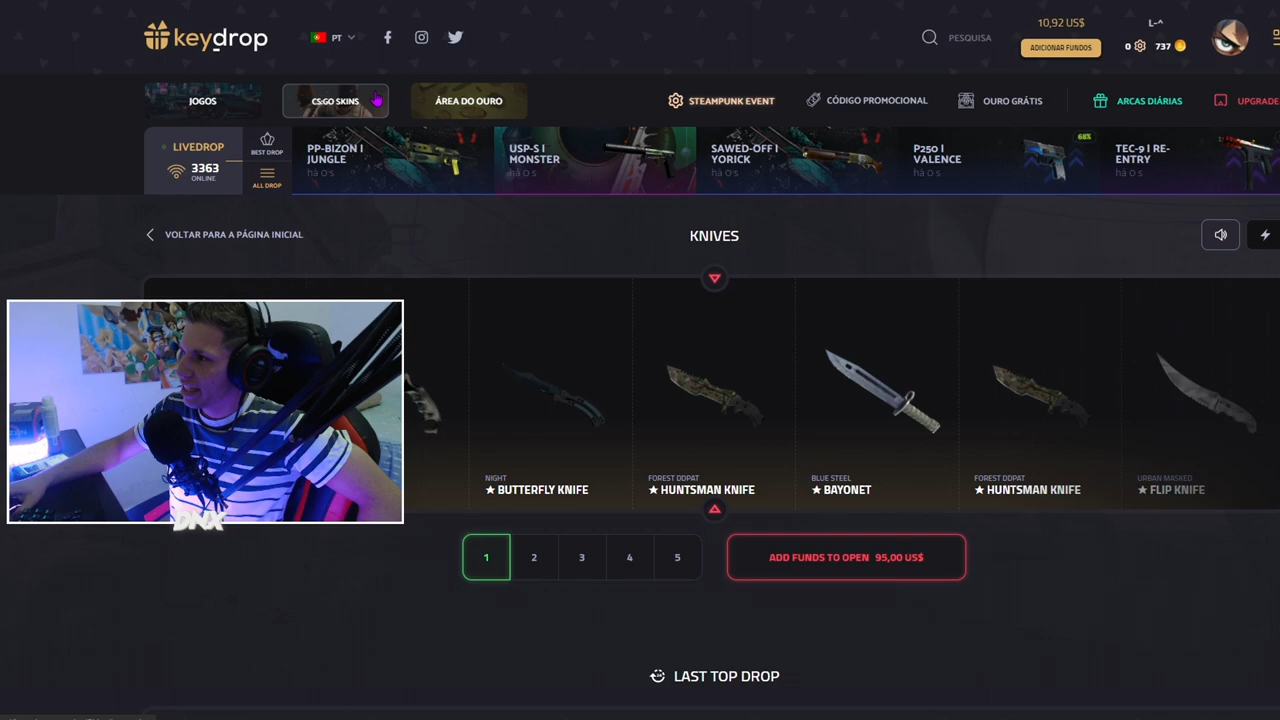 keydrop
PT
PESQUISA
10,92 US$
ADICIONAR FUNDOS
L-^
0
737
JOGOS
CS:GO SKINS
ÁREA DO OURO
STEAMPUNK EVENT
CÓDIGO PROMOCIONAL
OURO GRÁTIS
ARCAS DIÁRIAS
UPGRADE
LIVEDROP
3363
ONLINE
BEST DROP
ALL DROP
PP-BIZON |
JUNGLE
há 0 s
USP-S |
MONSTER
há 0 s
SAWED-OFF |
YORICK
há 0 s
P250 |
VALENCE
há 0 s
68%
TEC-9 | RE-
ENTRY
há 0 s
VOLTAR PARA A PÁGINA INICIAL
KNIVES
NIGHT
★ BUTTERFLY KNIFE
FOREST DDPAT
★ HUNTSMAN KNIFE
BLUE STEEL
★ BAYONET
FOREST DDPAT
★ HUNTSMAN KNIFE
URBAN MASKED
★ FLIP KNIFE
DNX
1
2
3
4
5
ADD FUNDS TO OPEN 95,00 US$
LAST TOP DROP